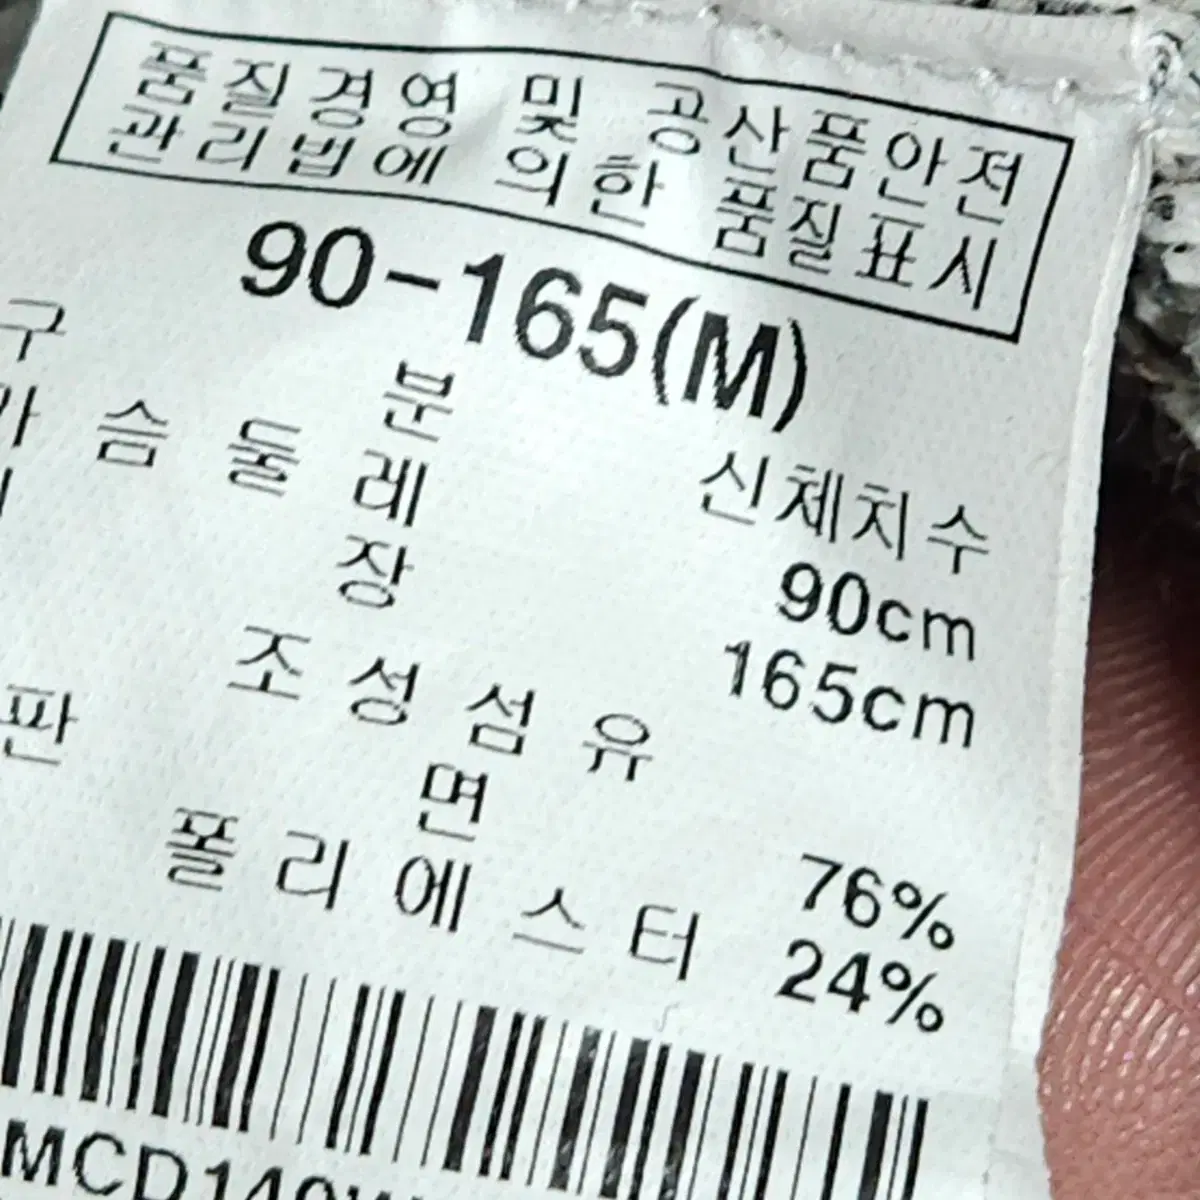 품질경영 및 공산품안전
관리법에 의한 품질표시
90-165(M)
구 분 신체치수
가슴둘레 90cm
장 165cm
조성섬유
판 면 76%
폴리에스터 24%